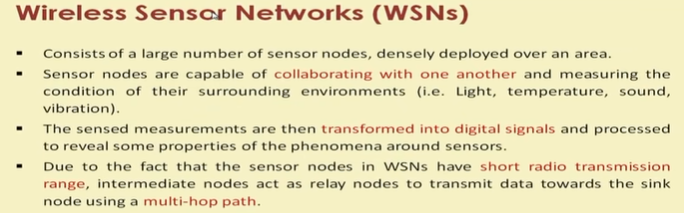 Wireless Sensor Networks (WSNs)
▪ Consists of a large number of sensor nodes, densely deployed over an area.
▪ Sensor nodes are capable of collaborating with one another and measuring the
condition of their surrounding environments (i.e. Light, temperature, sound,
vibration).
▪ The sensed measurements are then transformed into digital signals and processed
to reveal some properties of the phenomena around sensors.
▪ Due to the fact that the sensor nodes in WSNs have short radio transmission
range, intermediate nodes act as relay nodes to transmit data towards the sink
node using a multi-hop path.